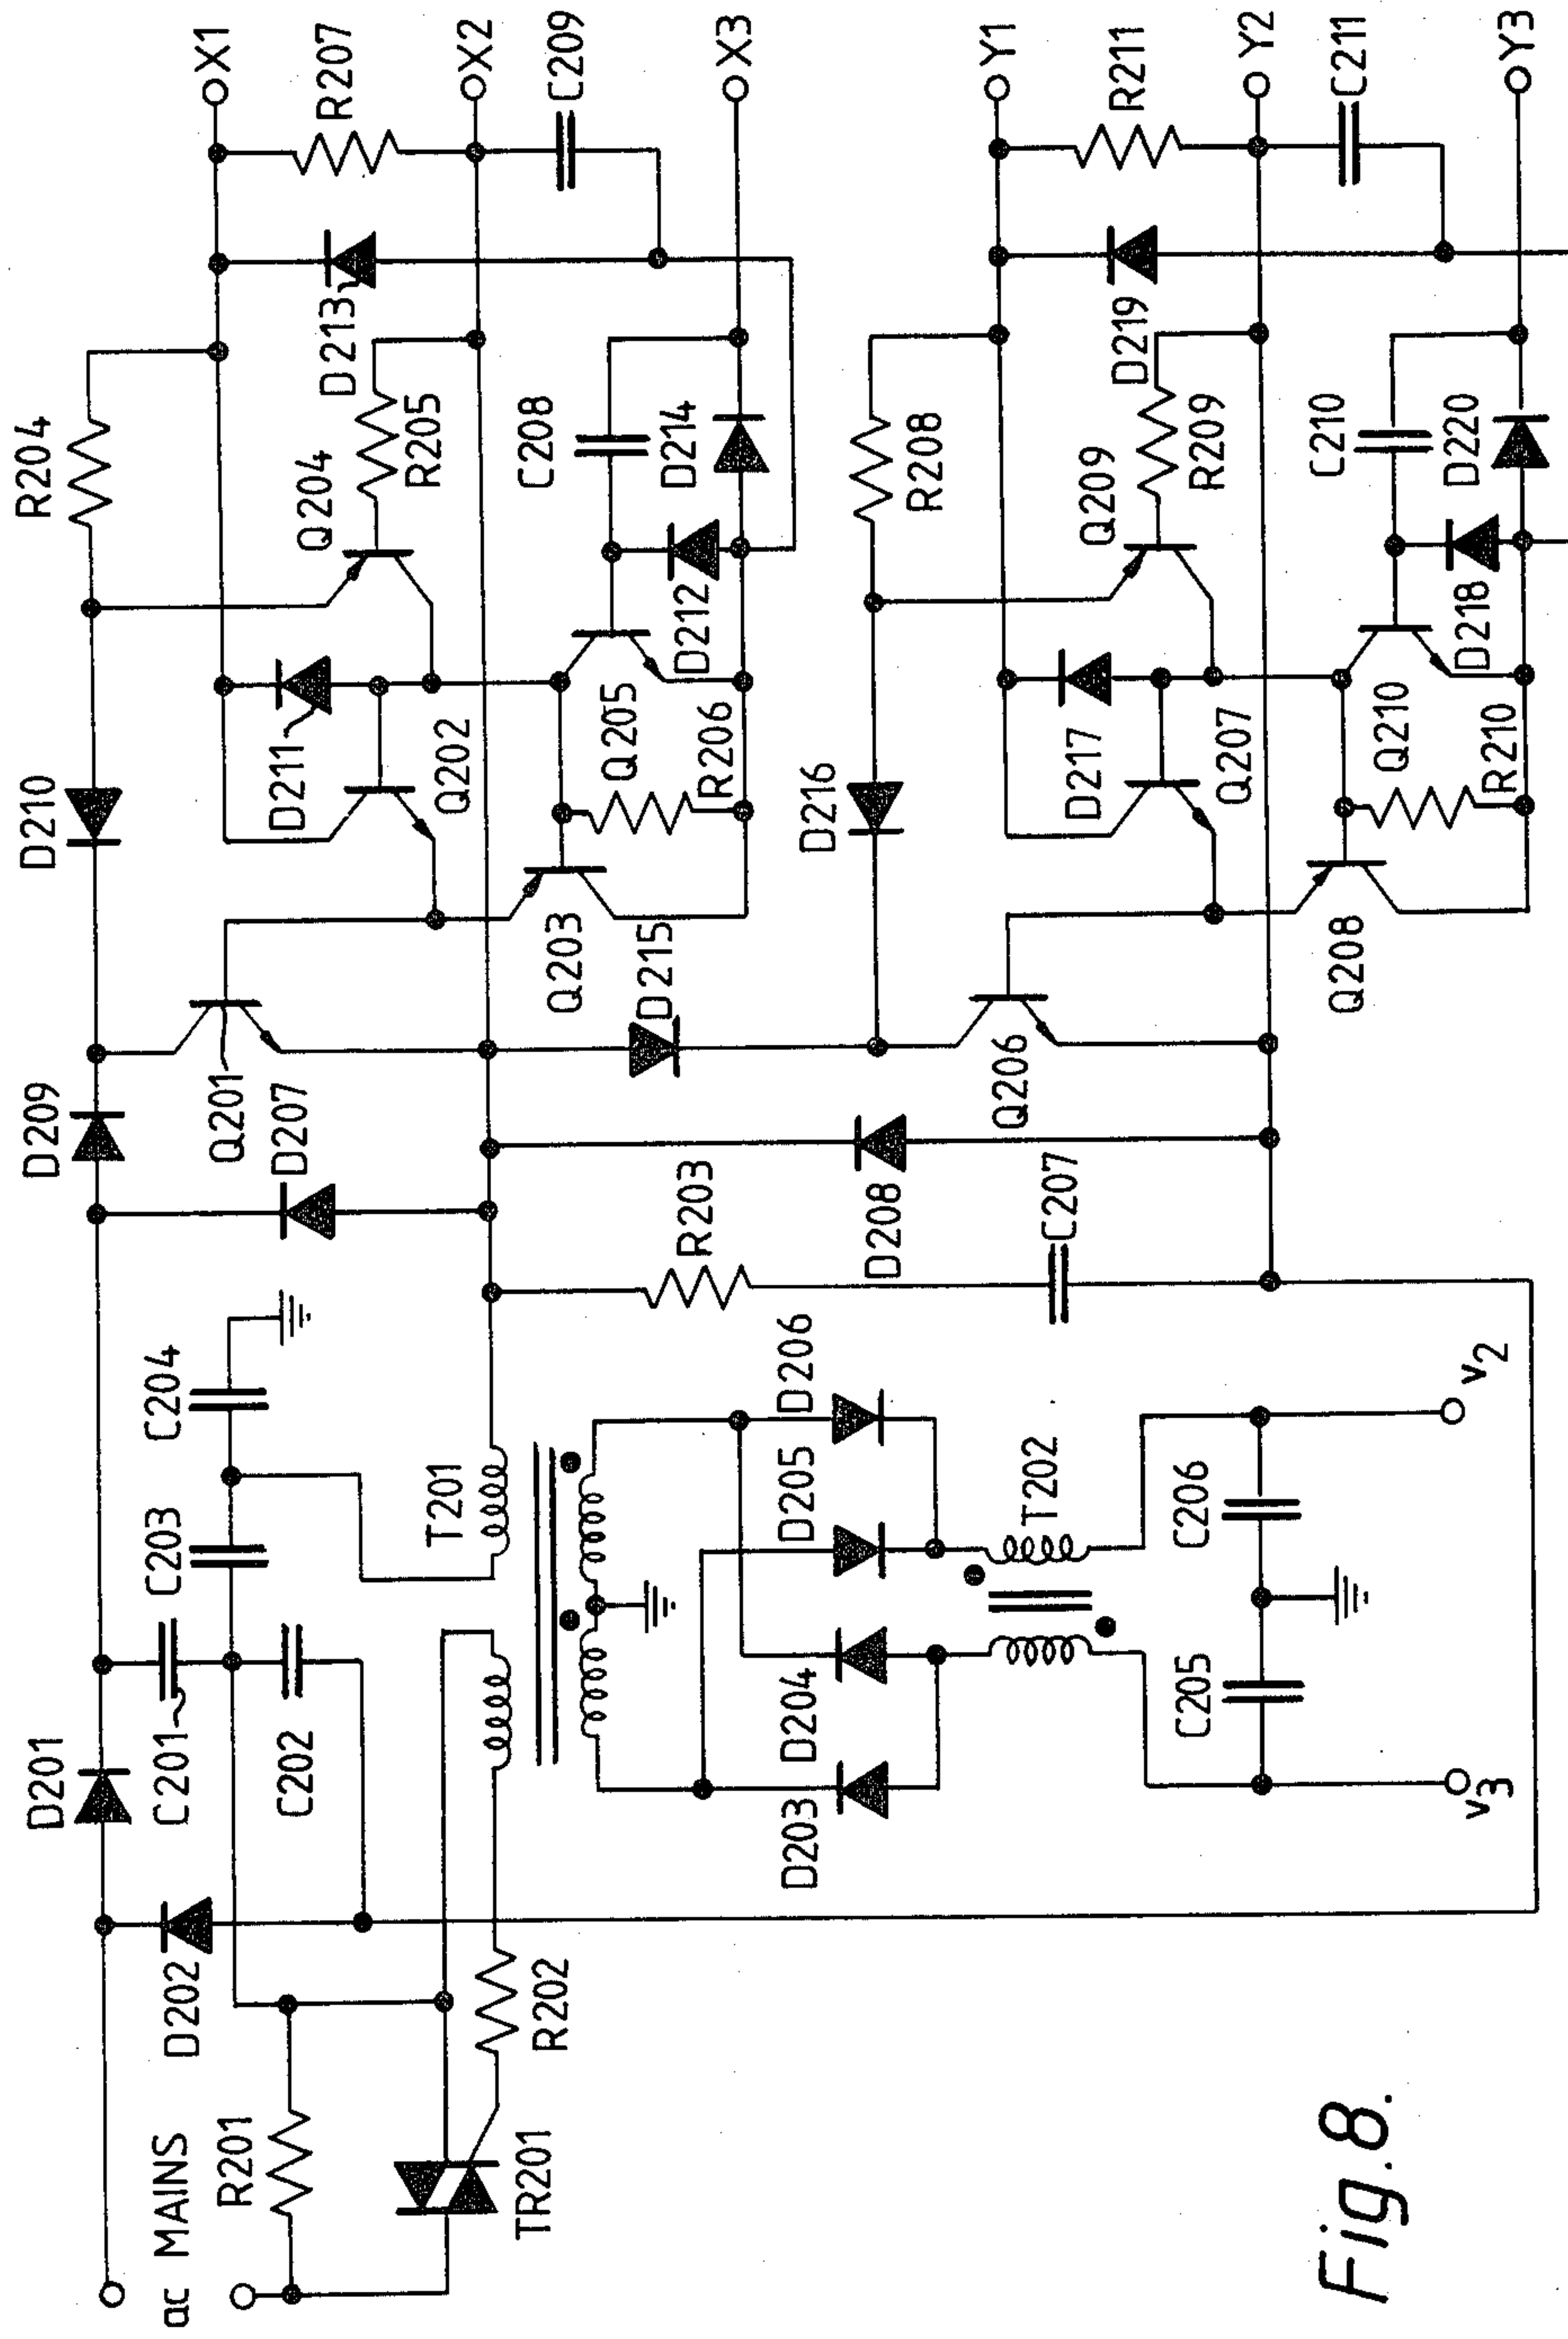 ac MAINS
D201
D209
D210
R204
X1
D202
R201
C201
C202
C203
C204
D207
Q201
D211
Q202
Q204
R205
D213
R207
X2
C209
X3
TR201
R202
T201
Q203
Q205
R206
D212
C208
D214
D215
R203
D208
C207
D203
D204
D205
D206
T202
C205
C206
v3
v2
D216
R208
Y1
Q206
D217
Q207
Q209
R209
D219
R211
Y2
C211
Y3
Q208
Q210
R210
D218
C210
D220
Fig.8.